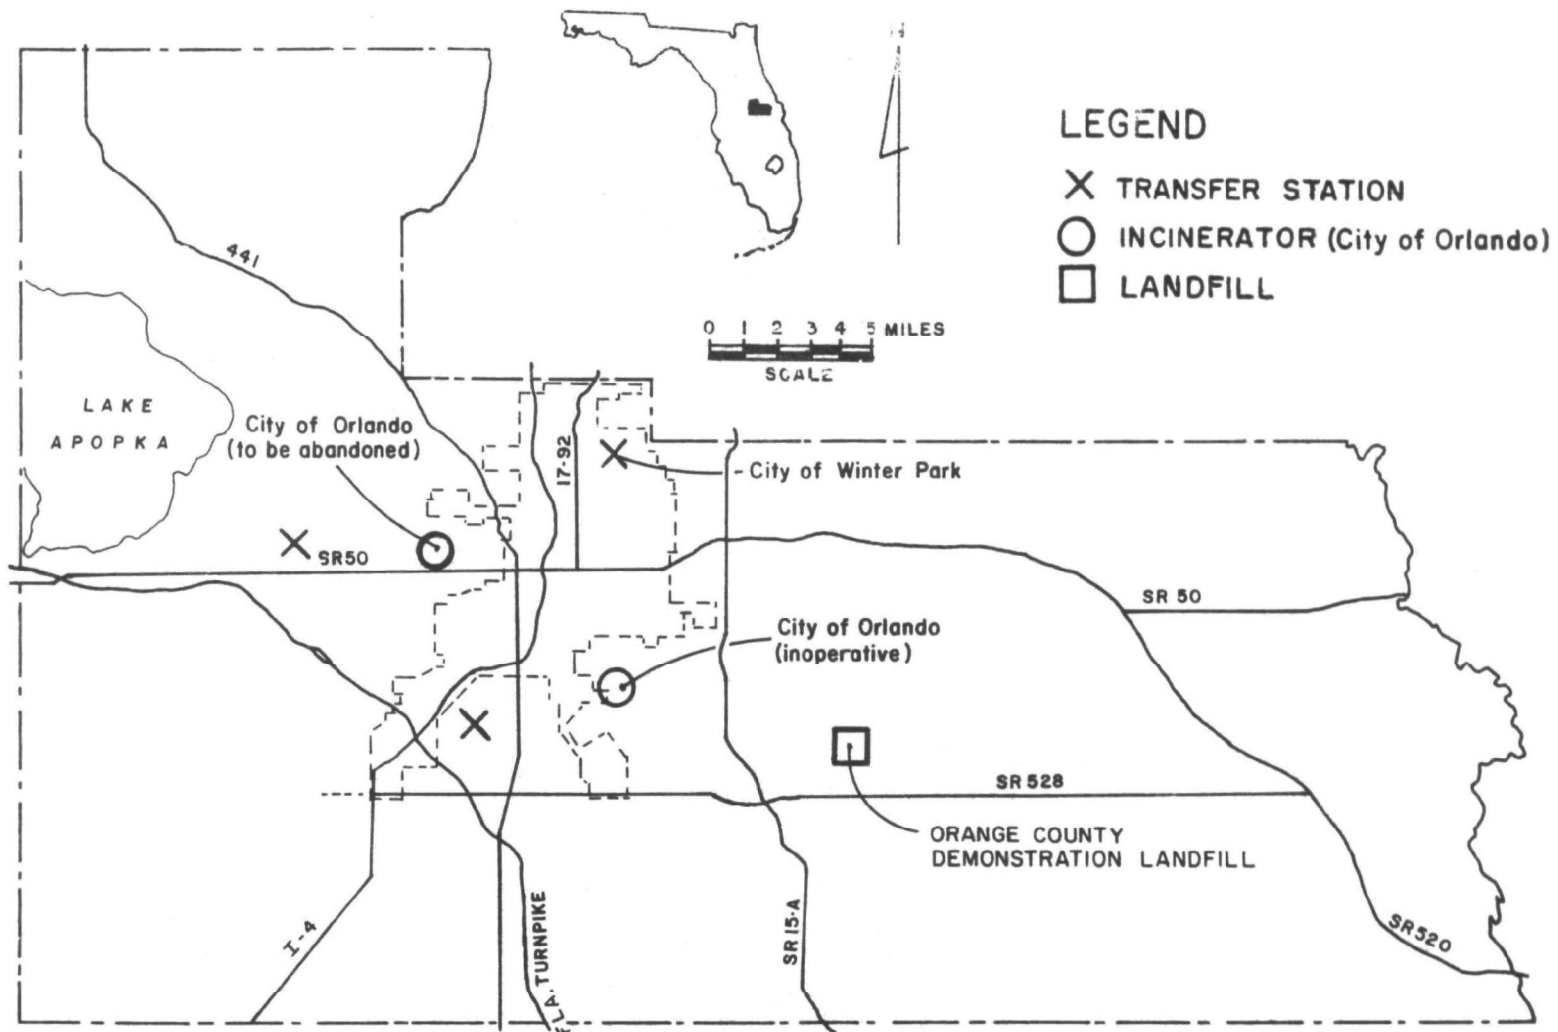 N
LEGEND
TRANSFER STATION
INCINERATOR (City of Orlando)
LANDFILL
0 1 2 3 4 5 MILES
SCALE
441
LAKE
APOPKA
City of Orlando
(to be abandoned)
17-92
City of Winter Park
SR50
SR 50
City of Orlando
(inoperative)
SR 528
ORANGE COUNTY
DEMONSTRATION LANDFILL
I-4
FLA. TURNPIKE
SR 15-A
SR520